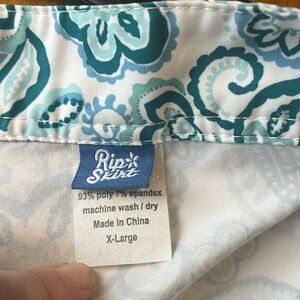 Rip
Skirt
93% poly 7% spandex
machine wash / dry
Made in China
X-Large